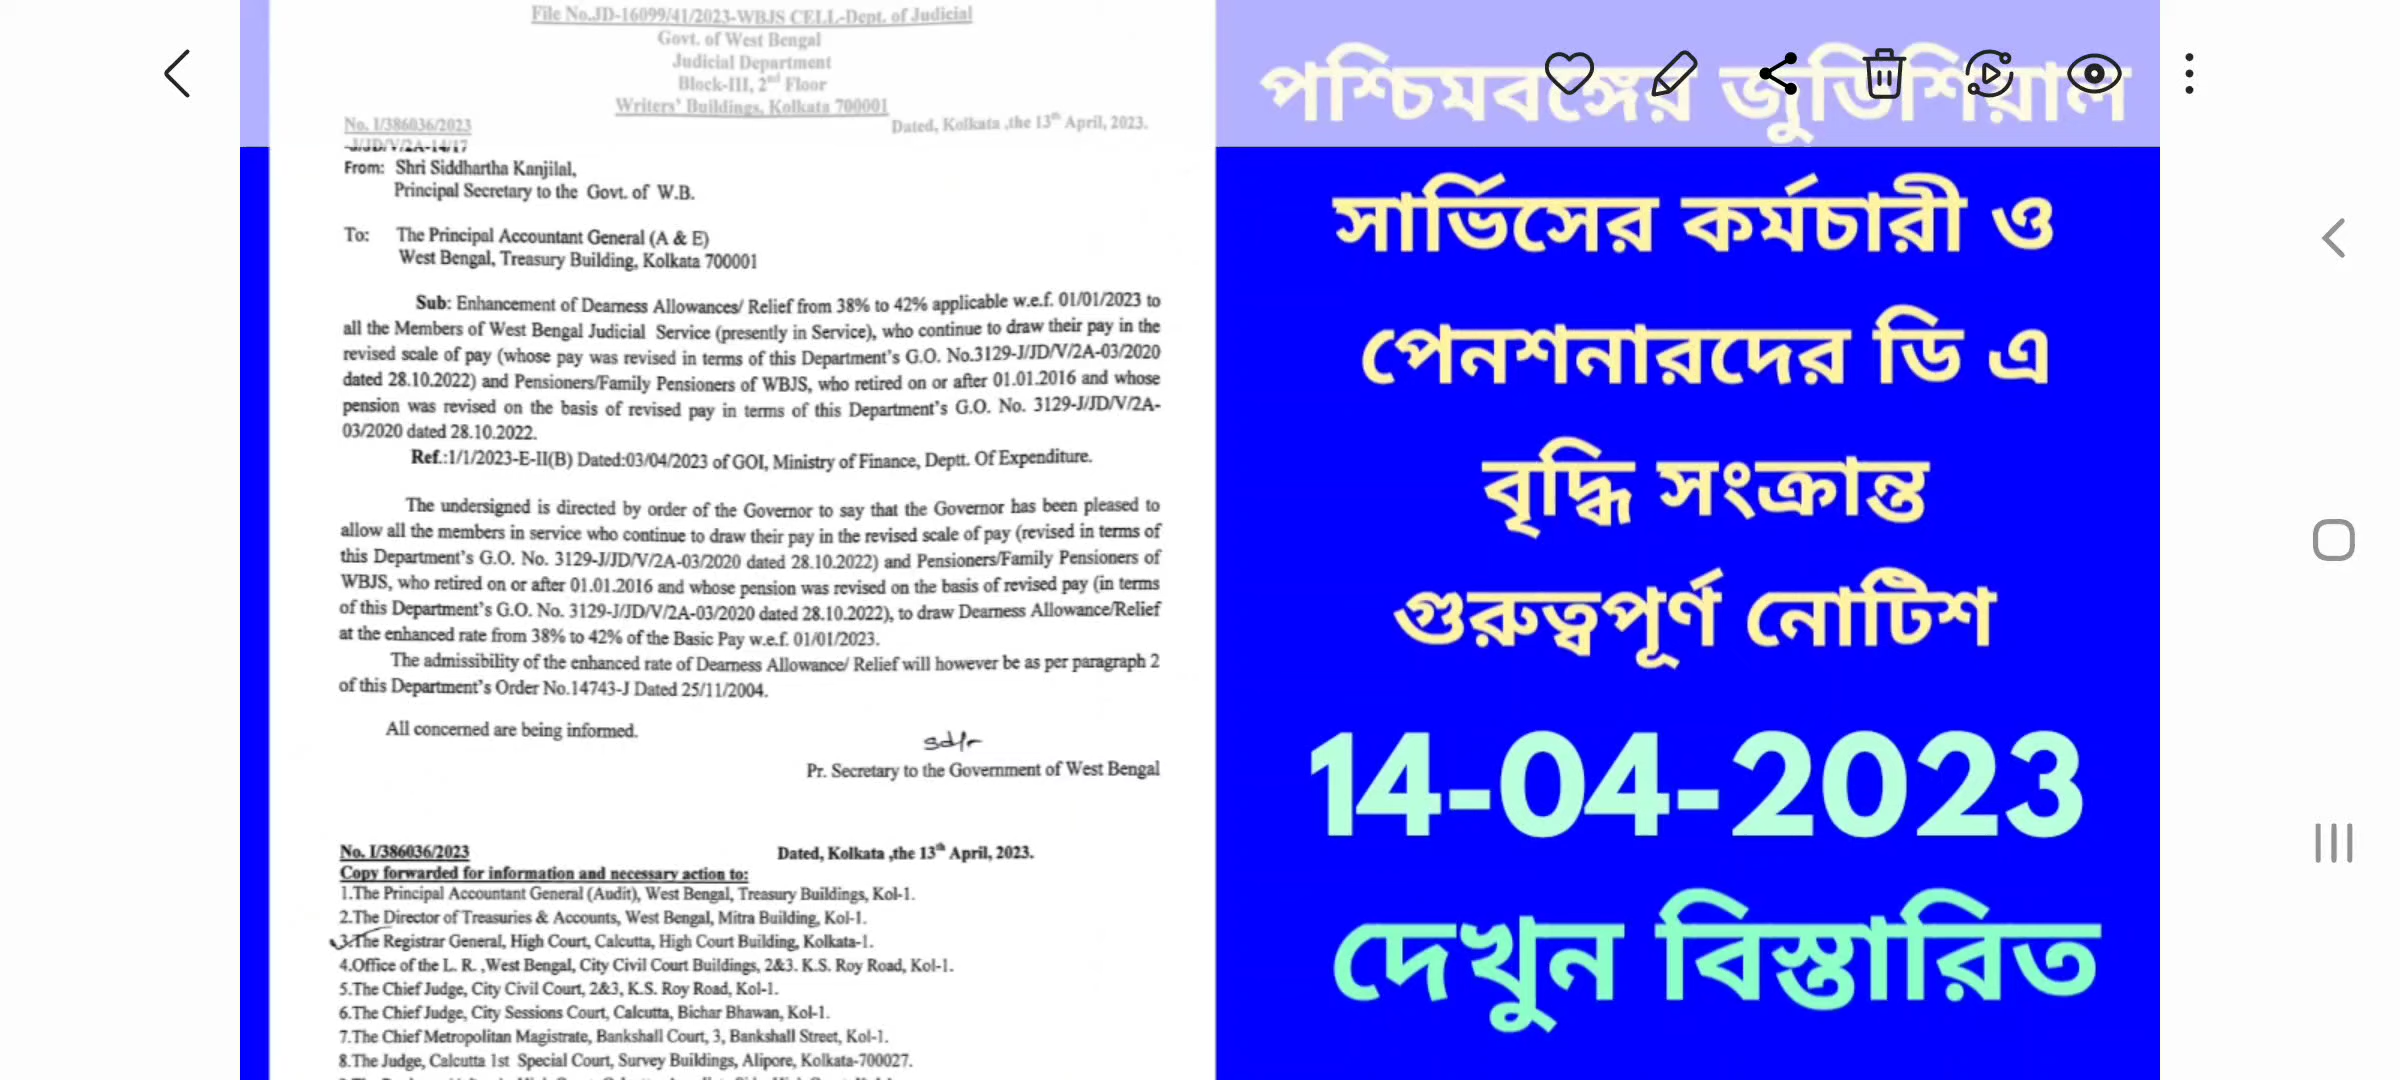 File No.JD-16099/41/2023-WBJS CELL-Dept. of Judicial
Govt. of West Bengal
Judicial Department
Block-III, 2nd Floor
Writers' Buildings, Kolkata 700001
No. I/386036/2023
Dated, Kolkata ,the 13th April, 2023.
-J/JD/V/2A-14/17
From: Shri Siddhartha Kanjilal,
Principal Secretary to the Govt. of W.B.
To: The Principal Accountant General (A & E)
West Bengal, Treasury Building, Kolkata 700001
Sub: Enhancement of Dearness Allowances/ Relief from 38% to 42% applicable w.e.f. 01/01/2023 to
all the Members of West Bengal Judicial Service (presently in Service), who continue to draw their pay in the
revised scale of pay (whose pay was revised in terms of this Department's G.O. No.3129-J/JD/V/2A-03/2020
dated 28.10.2022) and Pensioners/Family Pensioners of WBJS, who retired on or after 01.01.2016 and whose
pension was revised on the basis of revised pay in terms of this Department's G.O. No. 3129-J/JD/V/2A-
03/2020 dated 28.10.2022.
Ref.:1/1/2023-E-II(B) Dated:03/04/2023 of GOI, Ministry of Finance, Deptt. Of Expenditure.
The undersigned is directed by order of the Governor to say that the Governor has been pleased to
allow all the members in service who continue to draw their pay in the revised scale of pay (revised in terms of
this Department's G.O. No. 3129-J/JD/V/2A-03/2020 dated 28.10.2022) and Pensioners/Family Pensioners of
WBJS, who retired on or after 01.01.2016 and whose pension was revised on the basis of revised pay (in terms
of this Department's G.O. No. 3129-J/JD/V/2A-03/2020 dated 28.10.2022), to draw Dearness Allowance/Relief
at the enhanced rate from 38% to 42% of the Basic Pay w.e.f. 01/01/2023.
The admissibility of the enhanced rate of Dearness Allowance/ Relief will however be as per paragraph 2
of this Department's Order No.14743-J Dated 25/11/2004.
All concerned are being informed.
sd/-
Pr. Secretary to the Government of West Bengal
No. I/386036/2023
Dated, Kolkata ,the 13th April, 2023.
Copy forwarded for information and necessary action to:
1.The Principal Accountant General (Audit), West Bengal, Treasury Buildings, Kol-1.
2.The Director of Treasuries & Accounts, West Bengal, Mitra Building, Kol-1.
3.The Registrar General, High Court, Calcutta, High Court Building, Kolkata-1.
4.Office of the L. R. ,West Bengal, City Civil Court Buildings, 2&3. K.S. Roy Road, Kol-1.
5.The Chief Judge, City Civil Court, 2&3, K.S. Roy Road, Kol-1.
6.The Chief Judge, City Sessions Court, Calcutta, Bichar Bhawan, Kol-1.
7.The Chief Metropolitan Magistrate, Bankshall Court, 3, Bankshall Street, Kol-1.
8.The Judge, Calcutta 1st Special Court, Survey Buildings, Alipore, Kolkata-700027.
পশ্চিমবঙ্গের জুডিশিয়াল
সার্ভিসের কর্মচারী ও
পেনশনারদের ডি এ
বৃদ্ধি সংক্রান্ত
গুরুত্বপূর্ণ নোটিশ
14-04-2023
দেখুন বিস্তারিত